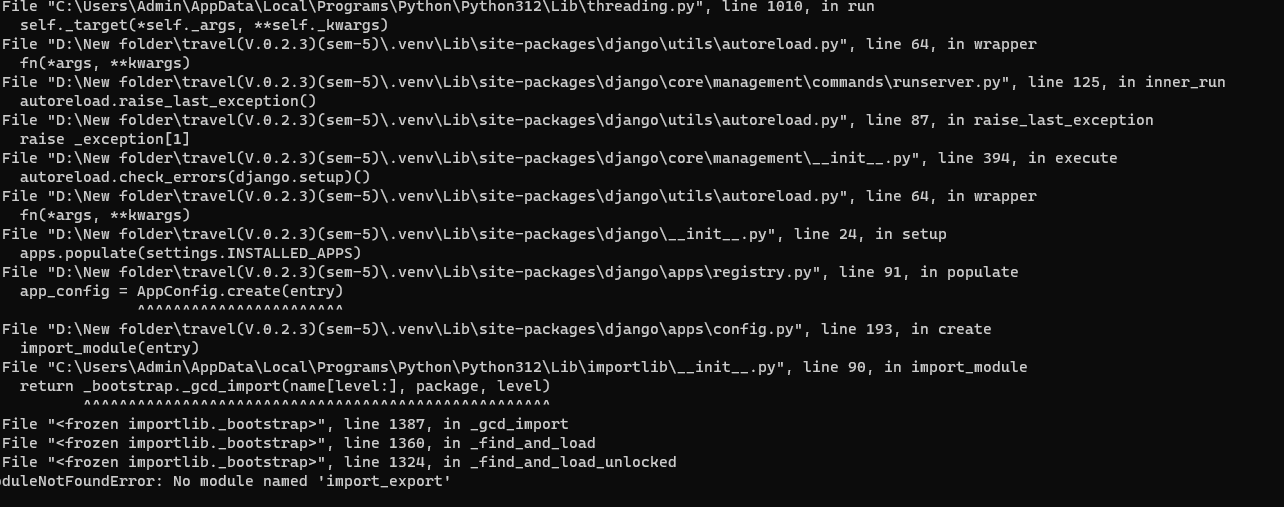 File "C:\Users\Admin\AppData\Local\Programs\Python\Python312\Lib\threading.py", line 1010, in run
self._target(*self._args, **self._kwargs)
File "D:\New folder\travel(V.0.2.3)(sem-5)\.venv\Lib\site-packages\django\utils\autoreload.py", line 64, in wrapper
fn(*args, **kwargs)
File "D:\New folder\travel(V.0.2.3)(sem-5)\.venv\Lib\site-packages\django\core\management\commands\runserver.py", line 125, in inner_run
autoreload.raise_last_exception()
File "D:\New folder\travel(V.0.2.3)(sem-5)\.venv\Lib\site-packages\django\utils\autoreload.py", line 87, in raise_last_exception
raise _exception[1]
File "D:\New folder\travel(V.0.2.3)(sem-5)\.venv\Lib\site-packages\django\core\management\__init__.py", line 394, in execute
autoreload.check_errors(django.setup)()
File "D:\New folder\travel(V.0.2.3)(sem-5)\.venv\Lib\site-packages\django\utils\autoreload.py", line 64, in wrapper
fn(*args, **kwargs)
File "D:\New folder\travel(V.0.2.3)(sem-5)\.venv\Lib\site-packages\django\__init__.py", line 24, in setup
apps.populate(settings.INSTALLED_APPS)
File "D:\New folder\travel(V.0.2.3)(sem-5)\.venv\Lib\site-packages\django\apps\registry.py", line 91, in populate
app_config = AppConfig.create(entry)
^^^^^^^^^^^^^^^^^^^^^^^
File "D:\New folder\travel(V.0.2.3)(sem-5)\.venv\Lib\site-packages\django\apps\config.py", line 193, in create
import_module(entry)
File "C:\Users\Admin\AppData\Local\Programs\Python\Python312\Lib\importlib\__init__.py", line 90, in import_module
return _bootstrap._gcd_import(name[level:], package, level)
^^^^^^^^^^^^^^^^^^^^^^^^^^^^^^^^^^^^^^^^^^^^^^^^^^^^
File "<frozen importlib._bootstrap>", line 1387, in _gcd_import
File "<frozen importlib._bootstrap>", line 1360, in _find_and_load
File "<frozen importlib._bootstrap>", line 1324, in _find_and_load_unlocked
oduleNotFoundError: No module named 'import_export'